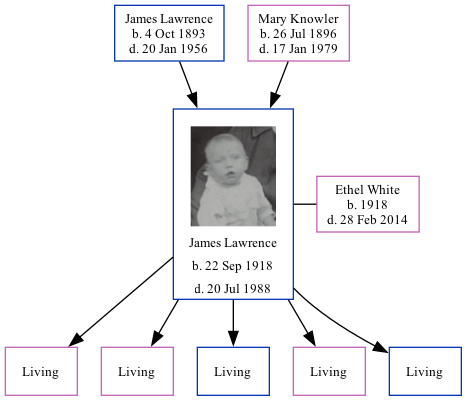 James Lawrence
b. 4 Oct 1893
d. 20 Jan 1956
Mary Knowler
b. 26 Jul 1896
d. 17 Jan 1979
James Lawrence
b. 22 Sep 1918
d. 20 Jul 1988
Ethel White
b. 1918
d. 28 Feb 2014
Living
Living
Living
Living
Living